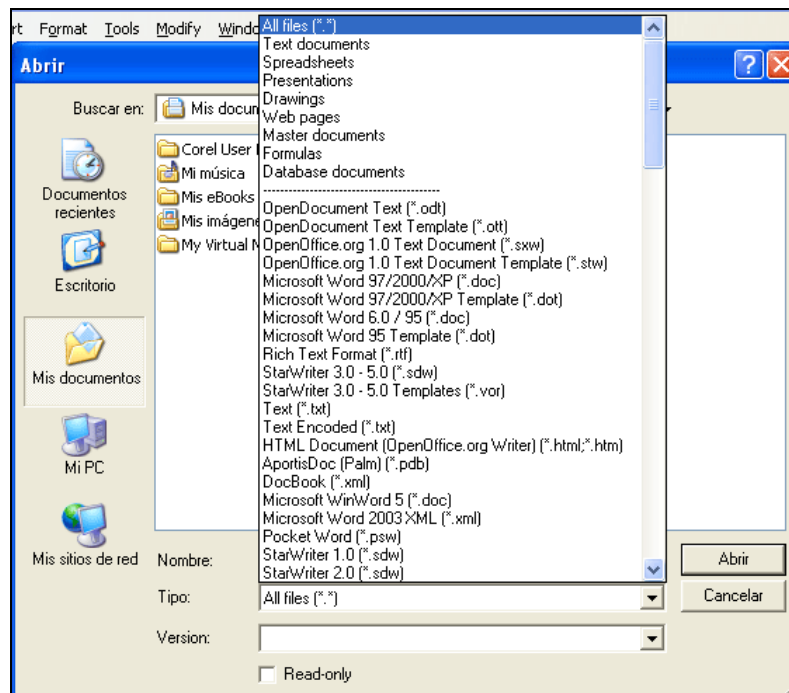 rt Format Tools Modify Windo
Abrir
Buscar en: Mis docum
Documentos recientes
Escritorio
Mis documentos
Mi PC
Mis sitios de red
Corel User
Mi música
Mis eBooks
Mis imágene
My Virtual M
All files (*.*)
Text documents
Spreadsheets
Presentations
Drawings
Web pages
Master documents
Formulas
Database documents
------------------------------------------
OpenDocument Text (*.odt)
OpenDocument Text Template (*.ott)
OpenOffice.org 1.0 Text Document (*.sxw)
OpenOffice.org 1.0 Text Document Template (*.stw)
Microsoft Word 97/2000/XP (*.doc)
Microsoft Word 97/2000/XP Template (*.dot)
Microsoft Word 6.0 / 95 (*.doc)
Microsoft Word 95 Template (*.dot)
Rich Text Format (*.rtf)
StarWriter 3.0 - 5.0 (*.sdw)
StarWriter 3.0 - 5.0 Templates (*.vor)
Text (*.txt)
Text Encoded (*.txt)
HTML Document (OpenOffice.org Writer) (*.html;*.htm)
AportisDoc (Palm) (*.pdb)
DocBook (*.xml)
Microsoft WinWord 5 (*.doc)
Microsoft Word 2003 XML (*.xml)
Pocket Word (*.psw)
StarWriter 1.0 (*.sdw)
StarWriter 2.0 (*.sdw)
Nombre:
Abrir
Tipo: All files (*.*)
Cancelar
Version:
Read-only